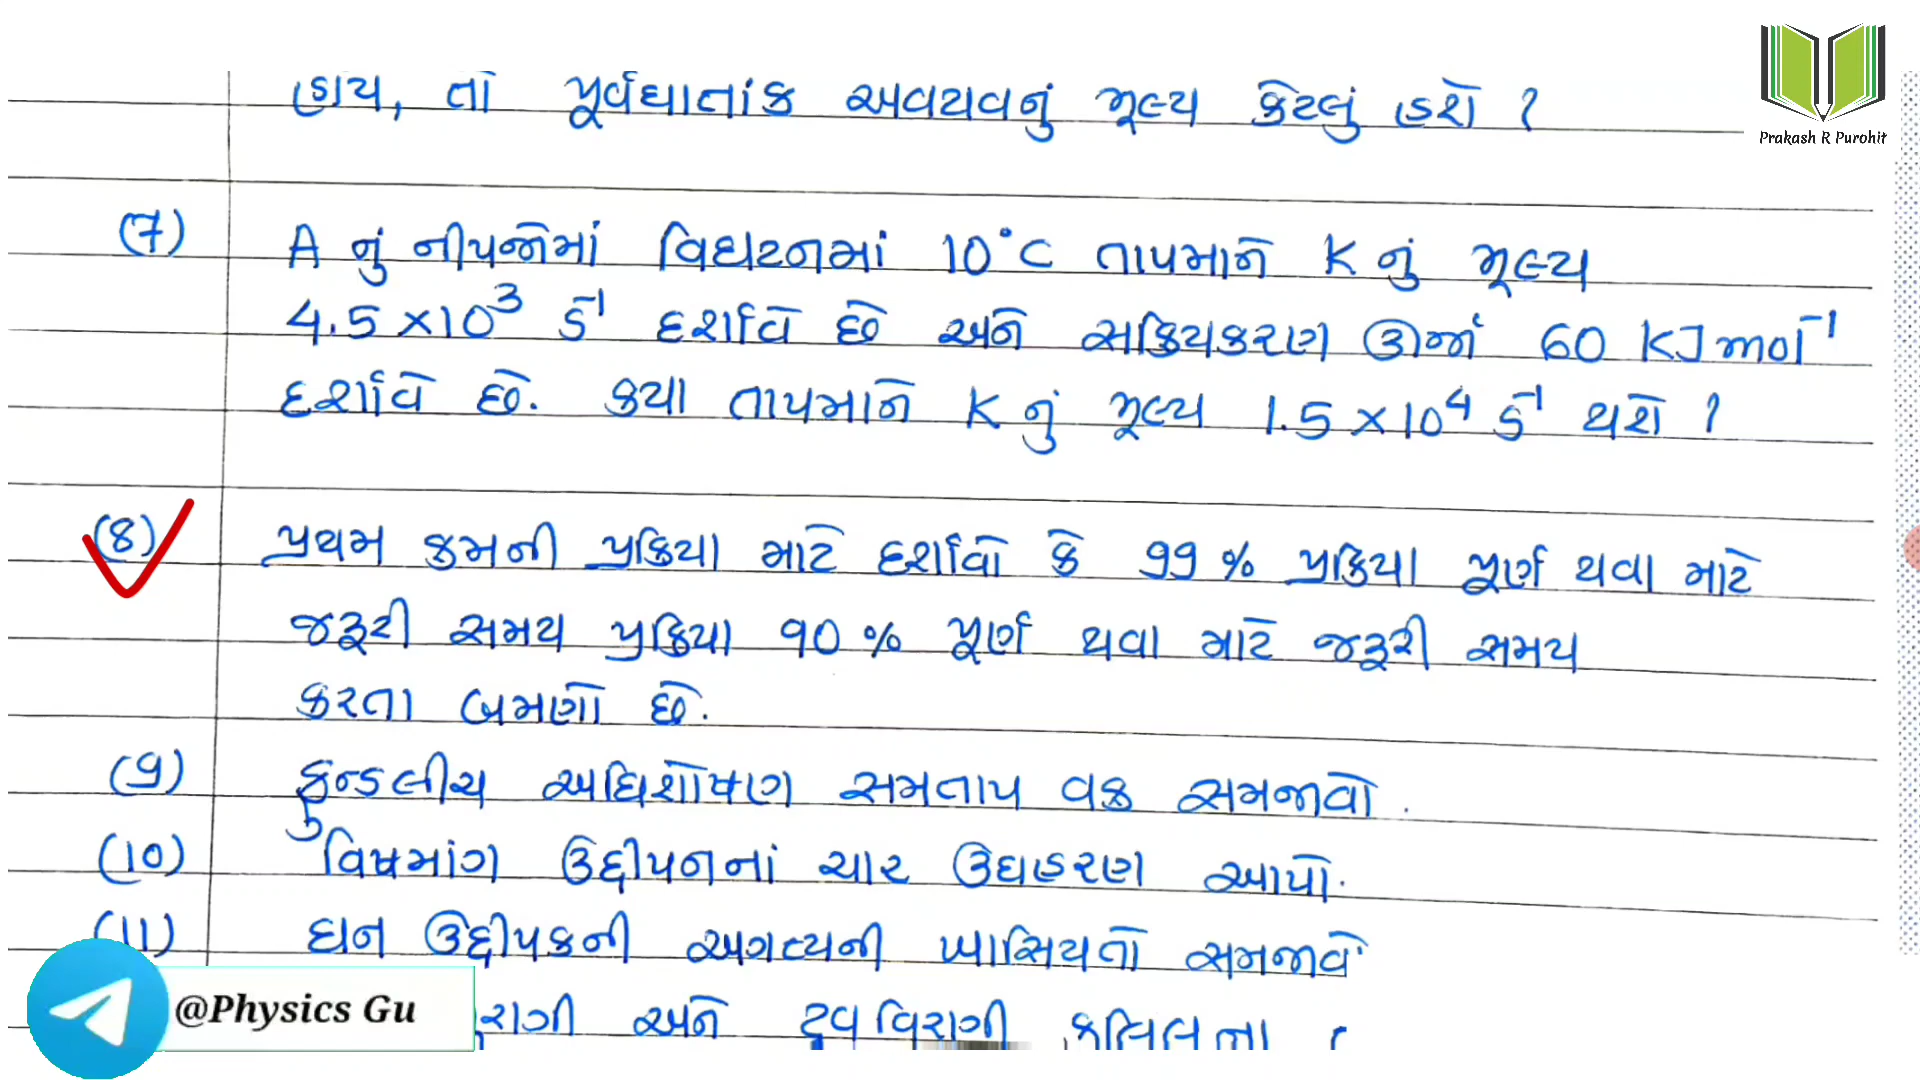 હોય, તો પૂર્વઘાતાંક અવયવનું મૂલ્ય કેટલું હશે ?
Prakash R Purohit
(7) A નું નીપજોમાં વિઘટનમાં 10°C તાપમાને K નું મૂલ્ય
4.5 × 10³ S⁻¹ દર્શાવે છે અને સક્રિયકરણ ઊર્જા 60 KJ mol⁻¹
દર્શાવે છે. કયા તાપમાને K નું મૂલ્ય 1.5 × 10⁴ S⁻¹ થશે ?
(8) પ્રથમ ક્રમની પ્રક્રિયા માટે દર્શાવો કે 99 % પ્રક્રિયા પૂર્ણ થવા માટે
જરૂરી સમય પ્રક્રિયા 90 % પૂર્ણ થવા માટે જરૂરી સમય
કરતા બમણો છે.
(9) ફ્રુન્ડલીચ અધિશોષણ સમતાપ વક્ર સમજાવો.
(10) વિષમાંગ ઉદ્દીપનનાં ચાર ઉદાહરણ આપો.
(11) ઘન ઉદ્દીપકની અગત્યની ખાસિયતો સમજાવો
@Physics Gu
અને દ્રવવિરાગી